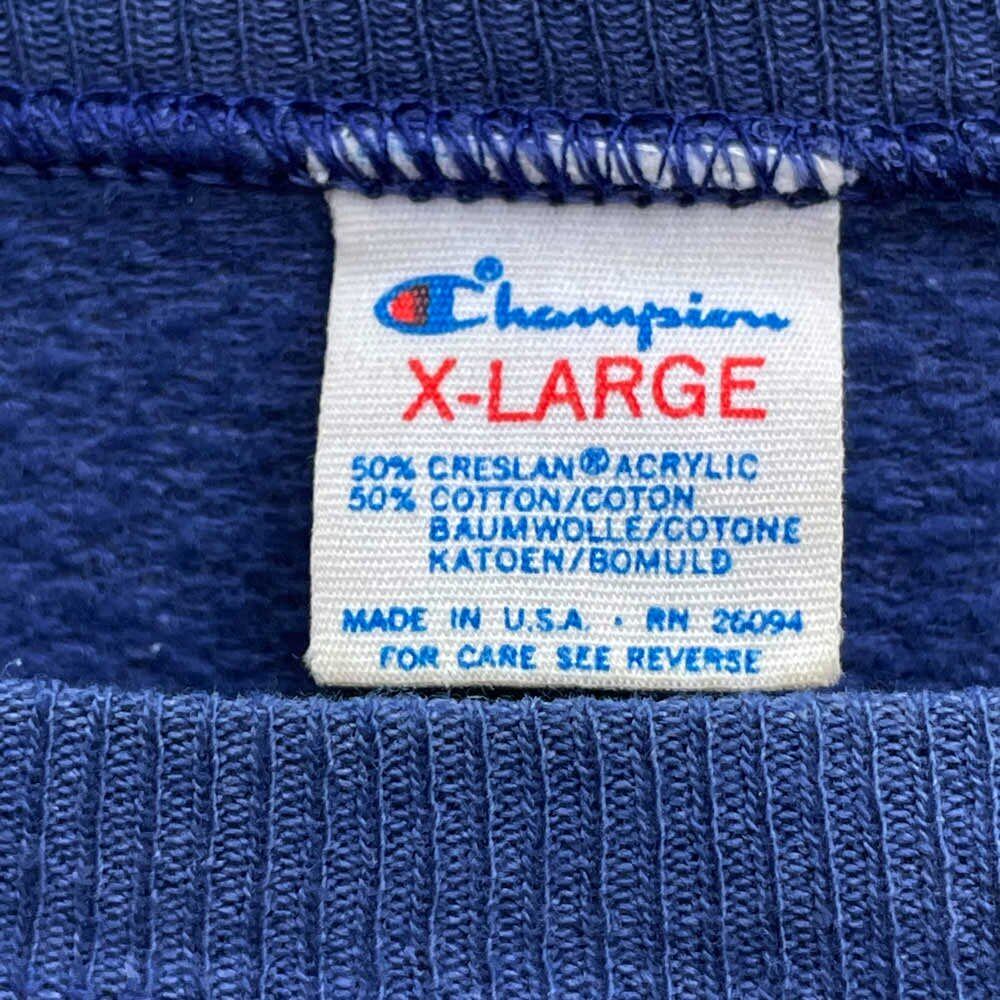 Champion
X-LARGE
50% CRESLAN® ACRYLIC
50% COTTON/COTON
BAUMWOLLE/COTONE
KATOEN/BOMULD
MADE IN U.S.A. · RN 26094
FOR CARE SEE REVERSE